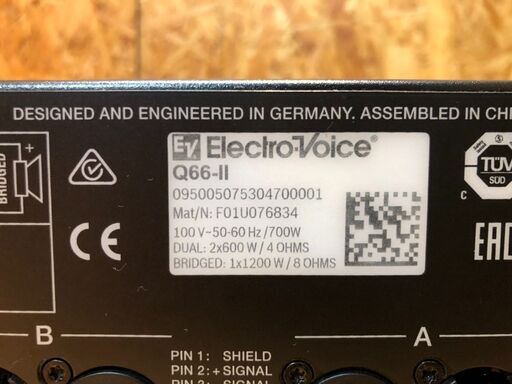 DESIGNED AND ENGINEERED IN GERMANY. ASSEMBLED IN
BRIDGED
EV Electro-Voice®
Q66-II
095005075304700001
Mat/N: F01U076834
100 V~50-60 Hz /700W
DUAL: 2x600 W / 4 OHMS
BRIDGED: 1x1200 W / 8 OHMS
CE
TÜV
SÜD
C
EAC
B
A
PIN 1: SHIELD
PIN 2: + SIGNAL